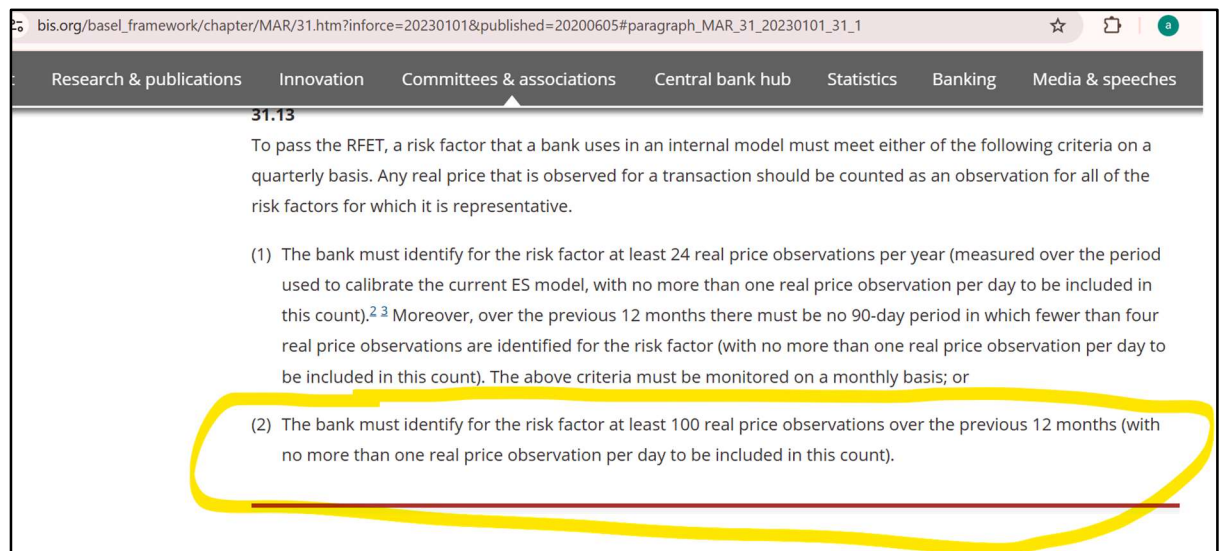 bis.org/basel_framework/chapter/MAR/31.htm?inforce=20230101&published=20200605#paragraph_MAR_31_20230101_31_1
a
Research & publications Innovation Committees & associations Central bank hub Statistics Banking Media & speeches
31.13
To pass the RFET, a risk factor that a bank uses in an internal model must meet either of the following criteria on a
quarterly basis. Any real price that is observed for a transaction should be counted as an observation for all of the
risk factors for which it is representative.
(1) The bank must identify for the risk factor at least 24 real price observations per year (measured over the period
used to calibrate the current ES model, with no more than one real price observation per day to be included in
this count).2 3 Moreover, over the previous 12 months there must be no 90-day period in which fewer than four
real price observations are identified for the risk factor (with no more than one real price observation per day to
be included in this count). The above criteria must be monitored on a monthly basis; or
(2) The bank must identify for the risk factor at least 100 real price observations over the previous 12 months (with
no more than one real price observation per day to be included in this count).